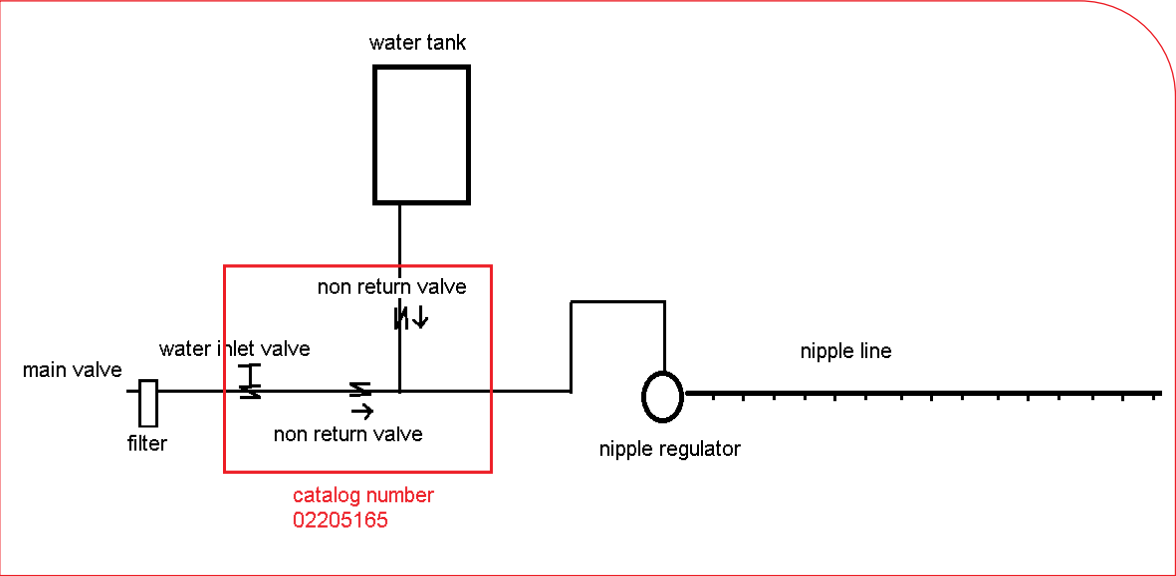 water tank
non return valve
water inlet valve
main valve
nipple line
filter
non return valve
nipple regulator
catalog number
02205165